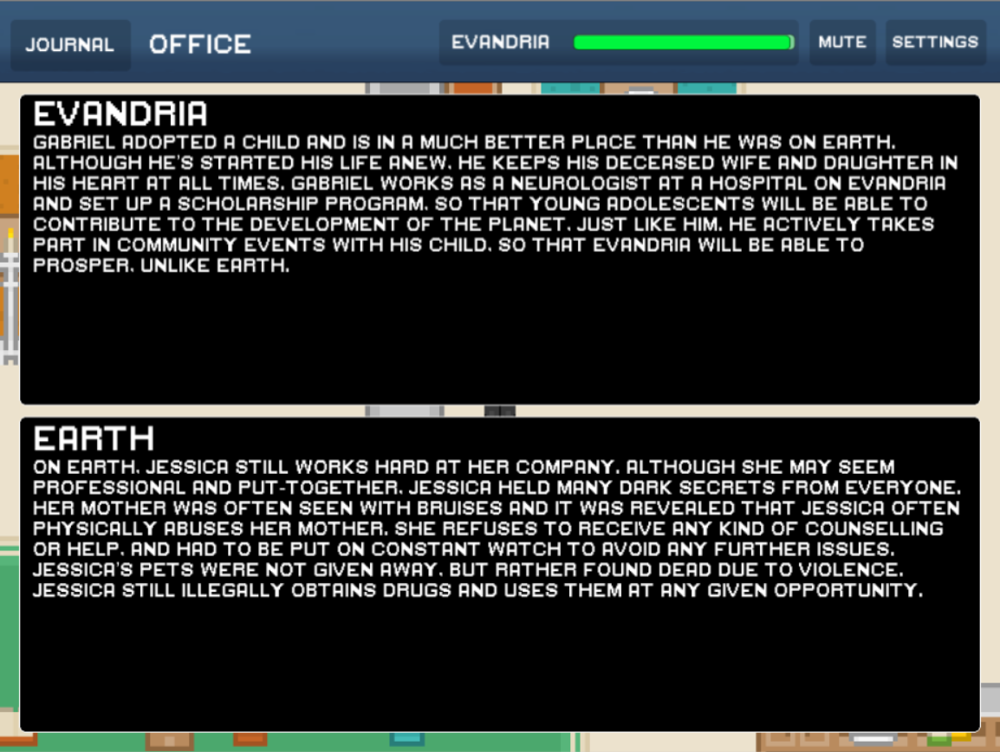 JOURNAL
OFFICE
EVANDRIA
MUTE
SETTINGS
EVANDRIA
GABRIEL ADOPTED A CHILD AND IS IN A MUCH BETTER PLACE THAN HE WAS ON EARTH.
ALTHOUGH HE'S STARTED HIS LIFE ANEW, HE KEEPS HIS DECEASED WIFE AND DAUGHTER IN
HIS HEART AT ALL TIMES. GABRIEL WORKS AS A NEUROLOGIST AT A HOSPITAL ON EVANDRIA
AND SET UP A SCHOLARSHIP PROGRAM, SO THAT YOUNG ADOLESCENTS WILL BE ABLE TO
CONTRIBUTE TO THE DEVELOPMENT OF THE PLANET, JUST LIKE HIM. HE ACTIVELY TAKES
PART IN COMMUNITY EVENTS WITH HIS CHILD, SO THAT EVANDRIA WILL BE ABLE TO
PROSPER, UNLIKE EARTH.
EARTH
ON EARTH, JESSICA STILL WORKS HARD AT HER COMPANY. ALTHOUGH SHE MAY SEEM
PROFESSIONAL AND PUT-TOGETHER, JESSICA HELD MANY DARK SECRETS FROM EVERYONE.
HER MOTHER WAS OFTEN SEEN WITH BRUISES AND IT WAS REVEALED THAT JESSICA OFTEN
PHYSICALLY ABUSES HER MOTHER. SHE REFUSES TO RECEIVE ANY KIND OF COUNSELLING
OR HELP, AND HAD TO BE PUT ON CONSTANT WATCH TO AVOID ANY FURTHER ISSUES.
JESSICA'S PETS WERE NOT GIVEN AWAY, BUT RATHER FOUND DEAD DUE TO VIOLENCE.
JESSICA STILL ILLEGALLY OBTAINS DRUGS AND USES THEM AT ANY GIVEN OPPORTUNITY.